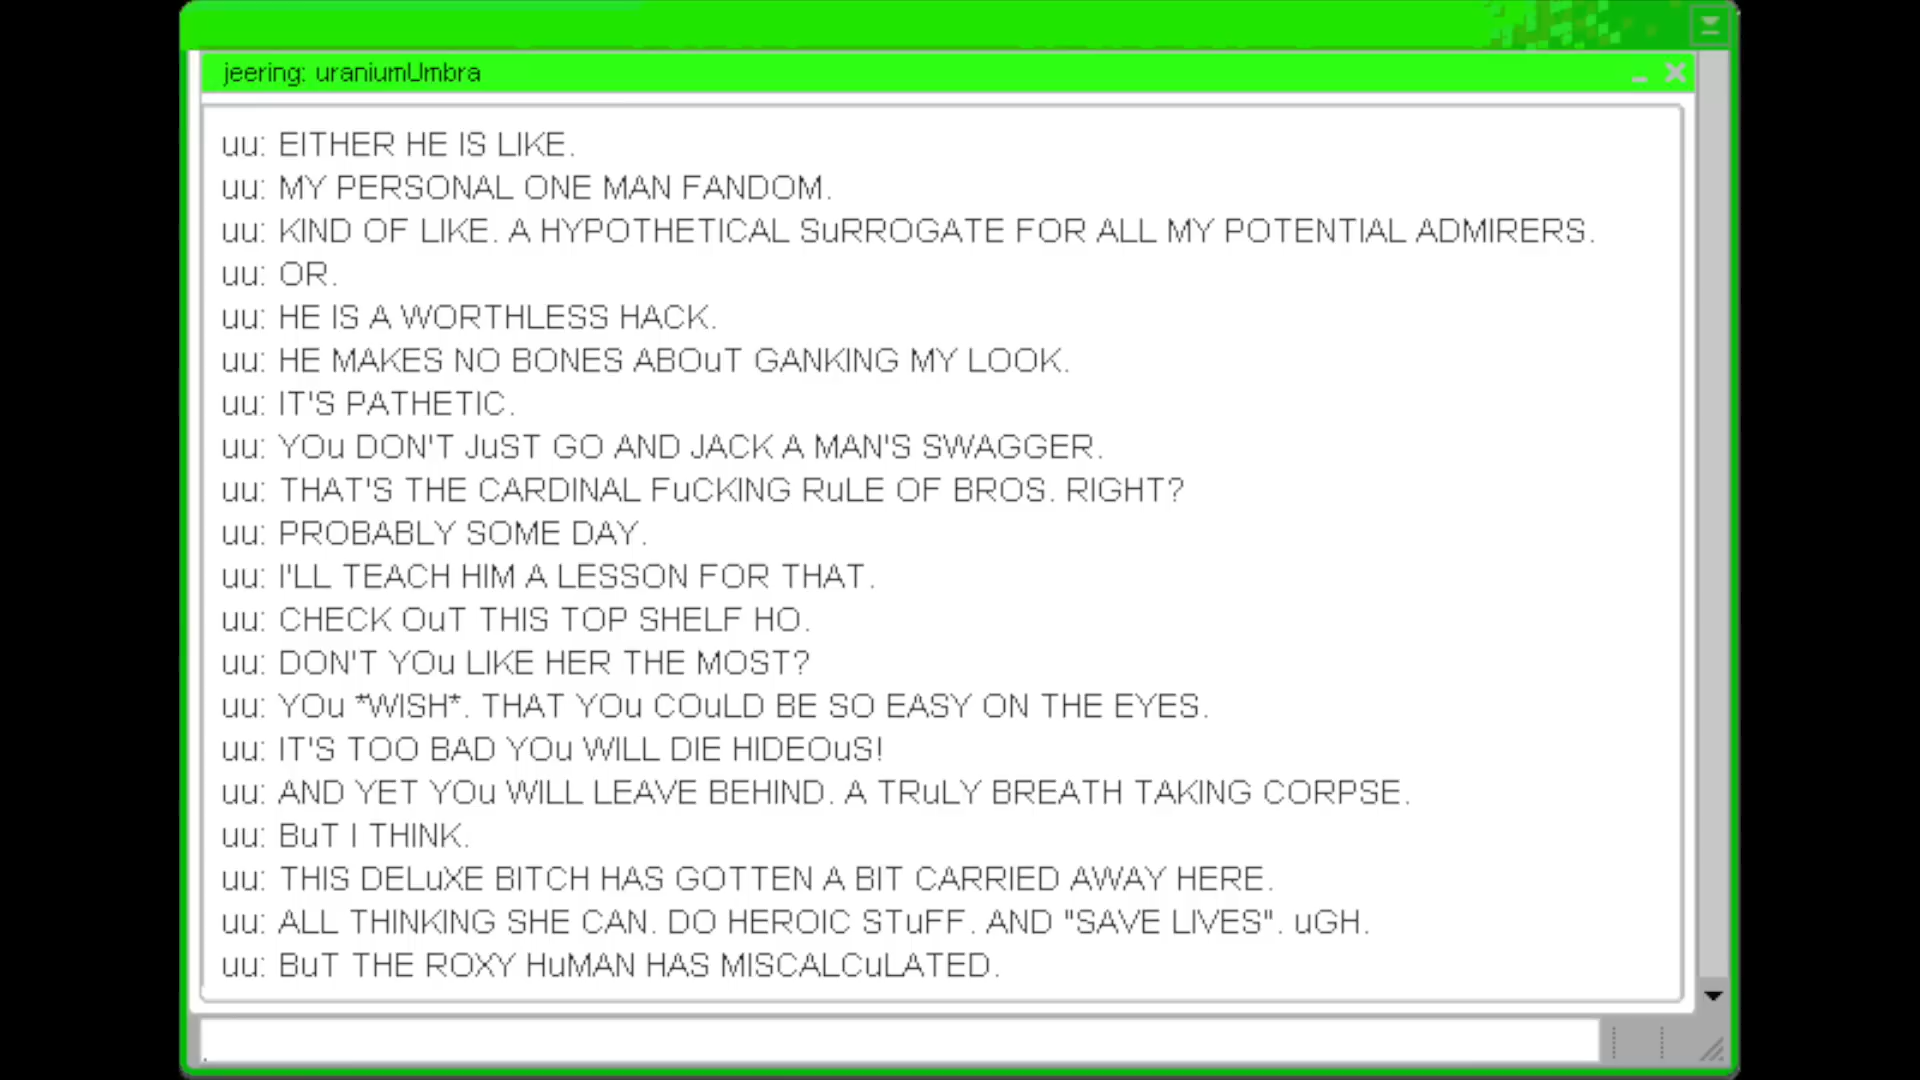 jeering: uraniumUmbra
uu: EITHER HE IS LIKE.
uu: MY PERSONAL ONE MAN FANDOM.
uu: KIND OF LIKE. A HYPOTHETICAL SuRROGATE FOR ALL MY POTENTIAL ADMIRERS.
uu: OR.
uu: HE IS A WORTHLESS HACK.
uu: HE MAKES NO BONES ABOuT GANKING MY LOOK.
uu: IT'S PATHETIC.
uu: YOu DON'T JuST GO AND JACK A MAN'S SWAGGER.
uu: THAT'S THE CARDINAL FuCKING RuLE OF BROS. RIGHT?
uu: PROBABLY SOME DAY.
uu: I'LL TEACH HIM A LESSON FOR THAT.
uu: CHECK OuT THIS TOP SHELF HO.
uu: DON'T YOu LIKE HER THE MOST?
uu: YOu *WISH*. THAT YOu COuLD BE SO EASY ON THE EYES.
uu: IT'S TOO BAD YOu WILL DIE HIDEOuS!
uu: AND YET YOu WILL LEAVE BEHIND. A TRuLY BREATH TAKING CORPSE.
uu: BuT I THINK.
uu: THIS DELuXE BITCH HAS GOTTEN A BIT CARRIED AWAY HERE.
uu: ALL THINKING SHE CAN. DO HEROIC STuFF. AND "SAVE LIVES". uGH.
uu: BuT THE ROXY HuMAN HAS MISCALCuLATED.